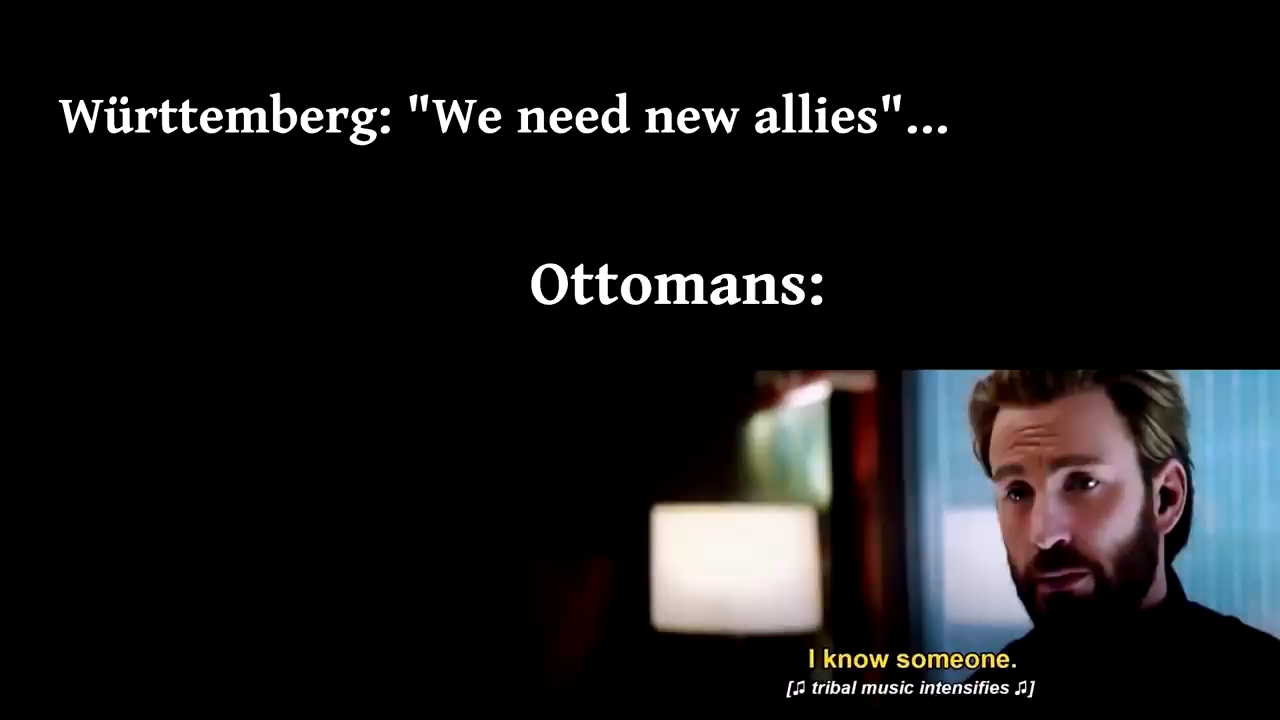 Württemberg: "We need new allies"...
Ottomans:
I know someone.
[♫ tribal music intensifies ♫]